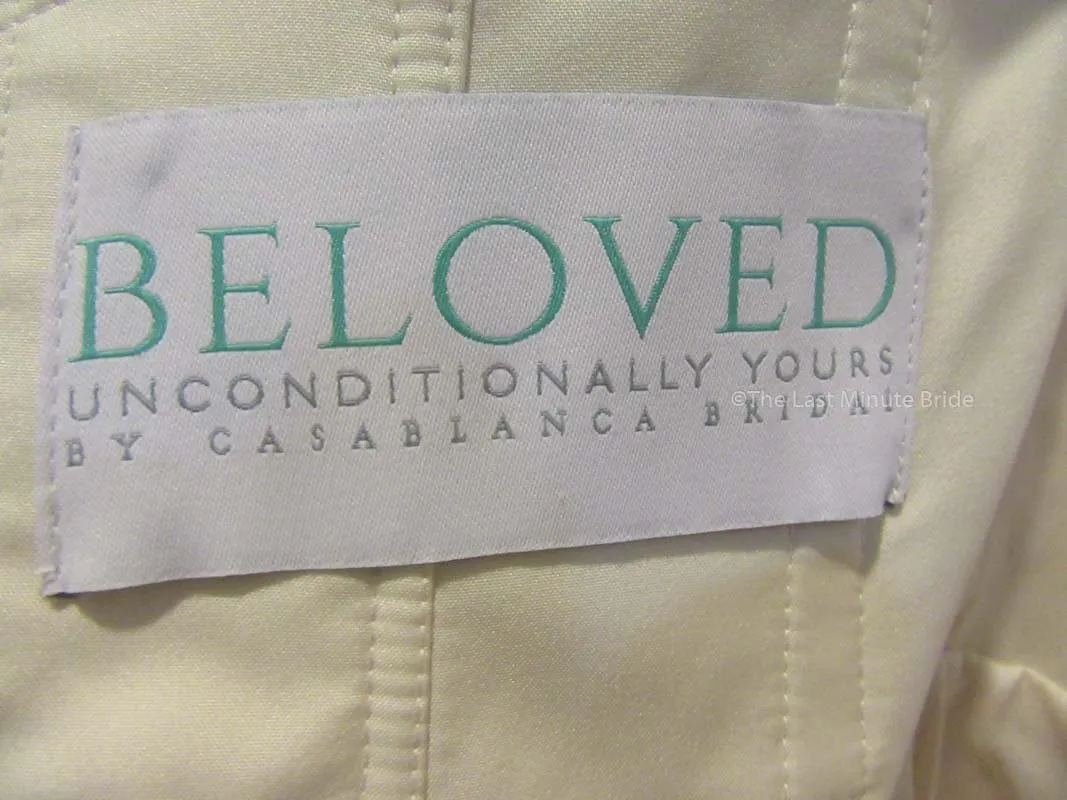 BELOVED
UNCONDITIONALLY YOURS
BY CASABLANCA BRIDAL
©The Last Minute Bride